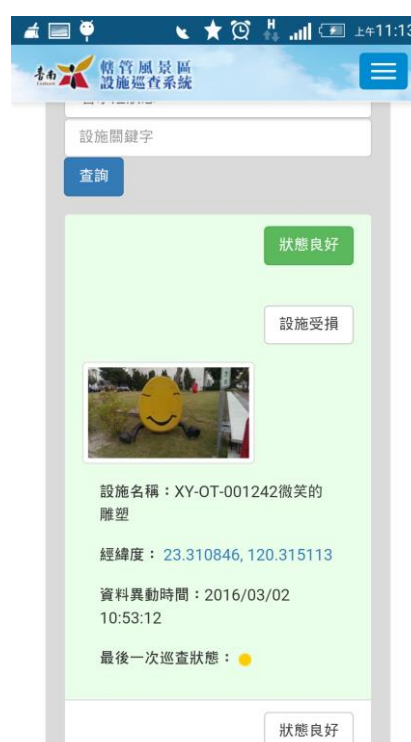 H
上午11:13
台南
轄管風景區
設施巡查系統
設施關鍵字
查詢
狀態良好
設施受損
設施名稱：XY-OT-001242微笑的
雕塑
經緯度： 23.310846, 120.315113
資料異動時間：2016/03/02
10:53:12
最後一次巡查狀態：
狀態良好